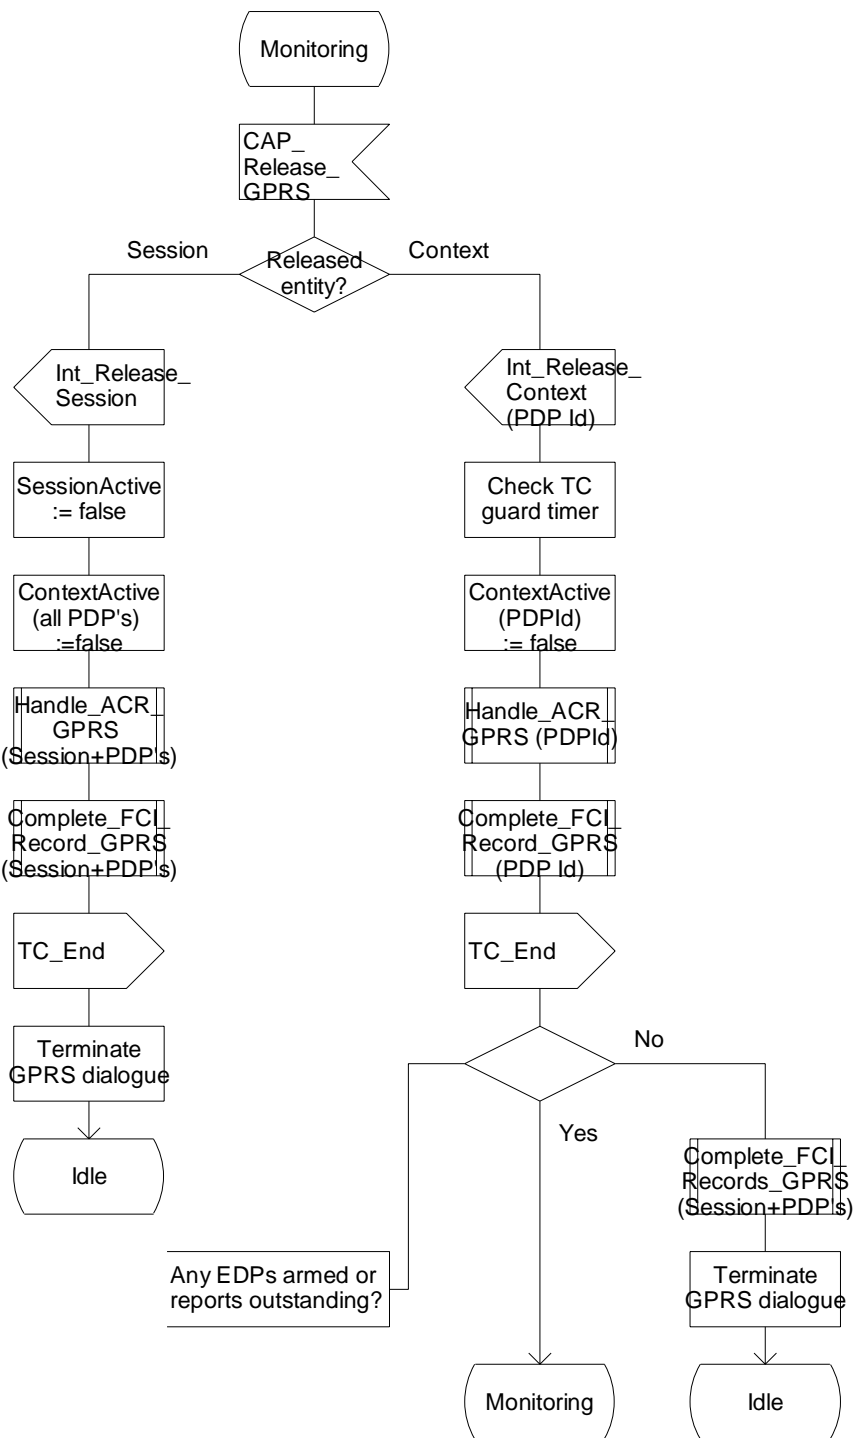 Monitoring
CAP_
Release_
GPRS
Session
Released
entity?
Context
Int_Release_
Session
Int_Release_
Context
(PDP Id)
SessionActive
:= false
Check TC
guard timer
ContextActive
(all PDP's)
:=false
ContextActive
(PDPId)
:= false
Handle_ACR_
GPRS
(Session+PDP's)
Handle_ACR_
GPRS (PDPId)
Complete_FCI_
Record_GPRS
(Session+PDP's)
Complete_FCI_
Record_GPRS
(PDP Id)
TC_End
TC_End
Terminate
GPRS dialogue
No
Yes
Idle
Complete_FCI_
Records_GPRS
(Session+PDP's)
Any EDPs armed or
reports outstanding?
Terminate
GPRS dialogue
Monitoring
Idle